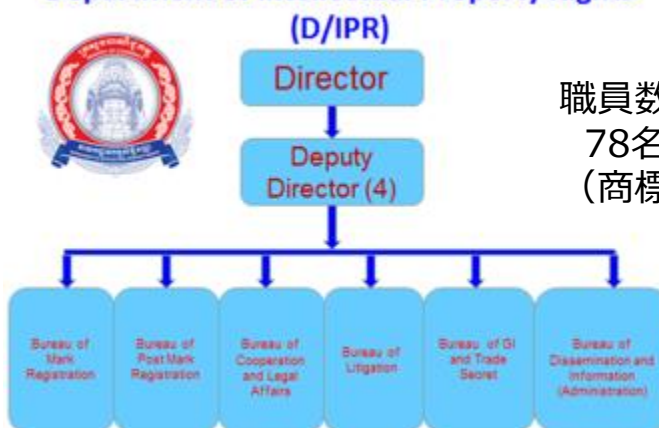 (D/IPR)
Director
職員数
78名
（商標
Deputy
Director (4)
Bureau of
Mark
Registration
Bureau of
Post Mark
Registration
Bureau of
Cooperation
and Legal
Affairs
Bureau of
Litigation
Bureau of GI
and Trade
Secret
Bureau of
Dissemination and
Information
(Administration)